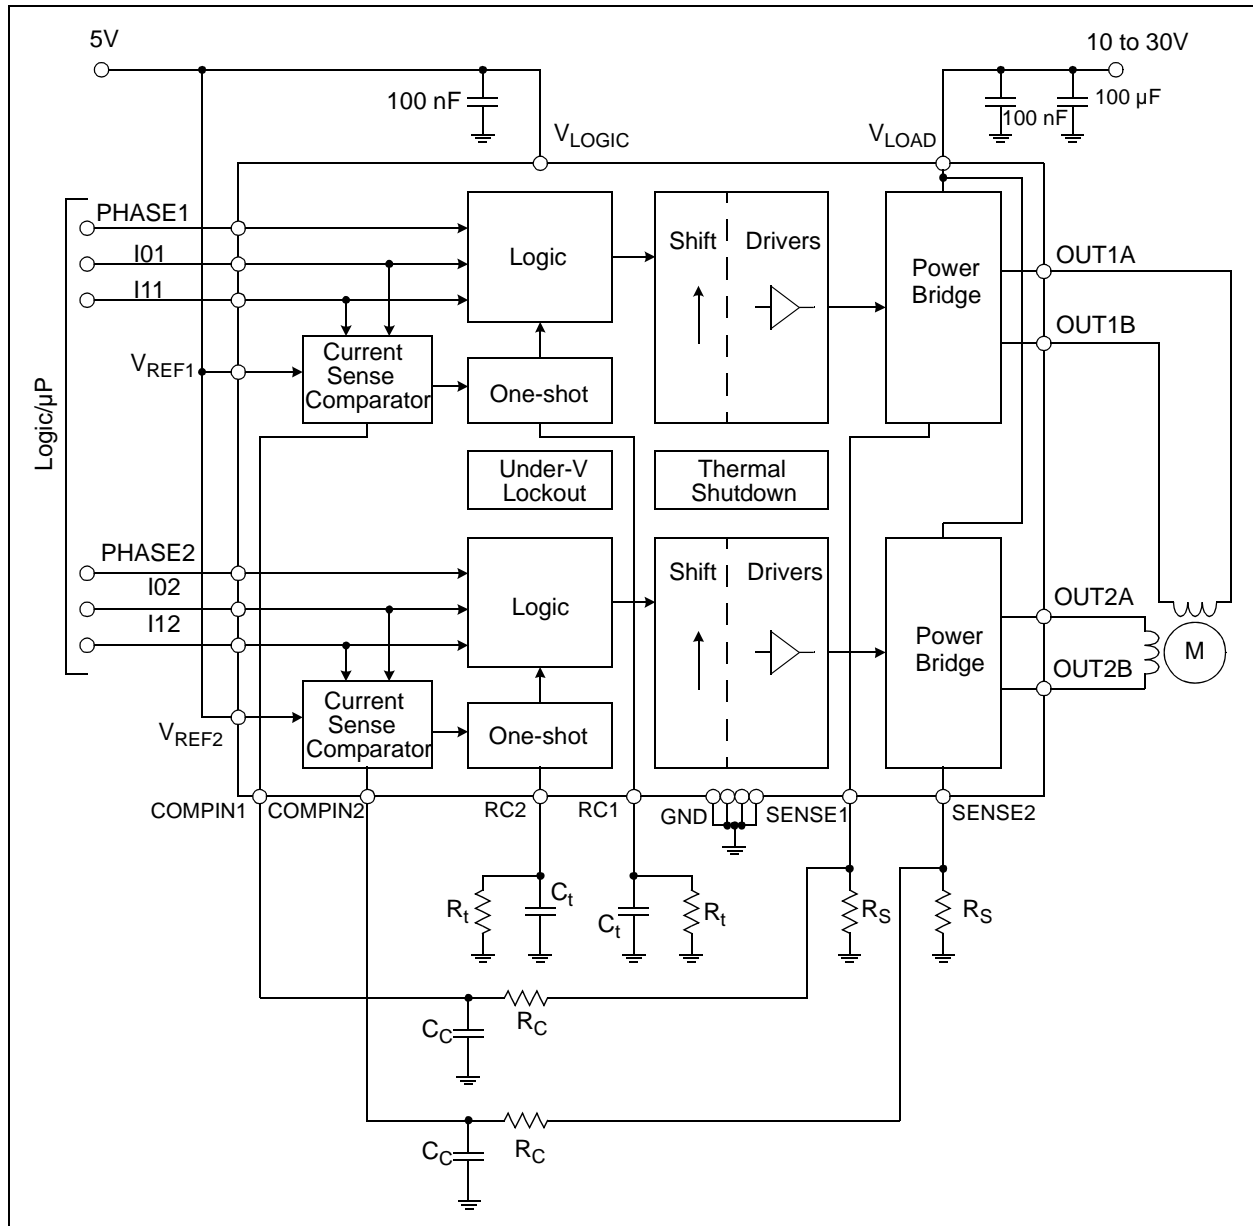 5V
10 to 30V
100 nF
100 nF
100 µF
VLOGIC
VLOAD
Logic/µP
PHASE1
I01
I11
VREF1
Logic
Shift
Drivers
Power
Bridge
OUT1A
OUT1B
Current
Sense
Comparator
One-shot
Under-V
Lockout
Thermal
Shutdown
PHASE2
I02
I12
VREF2
Logic
Shift
Drivers
Power
Bridge
OUT2A
OUT2B
M
Current
Sense
Comparator
One-shot
COMPIN1
COMPIN2
RC2
RC1
GND
SENSE1
SENSE2
Rt
Ct
Ct
Rt
RS
RS
CC
RC
CC
RC